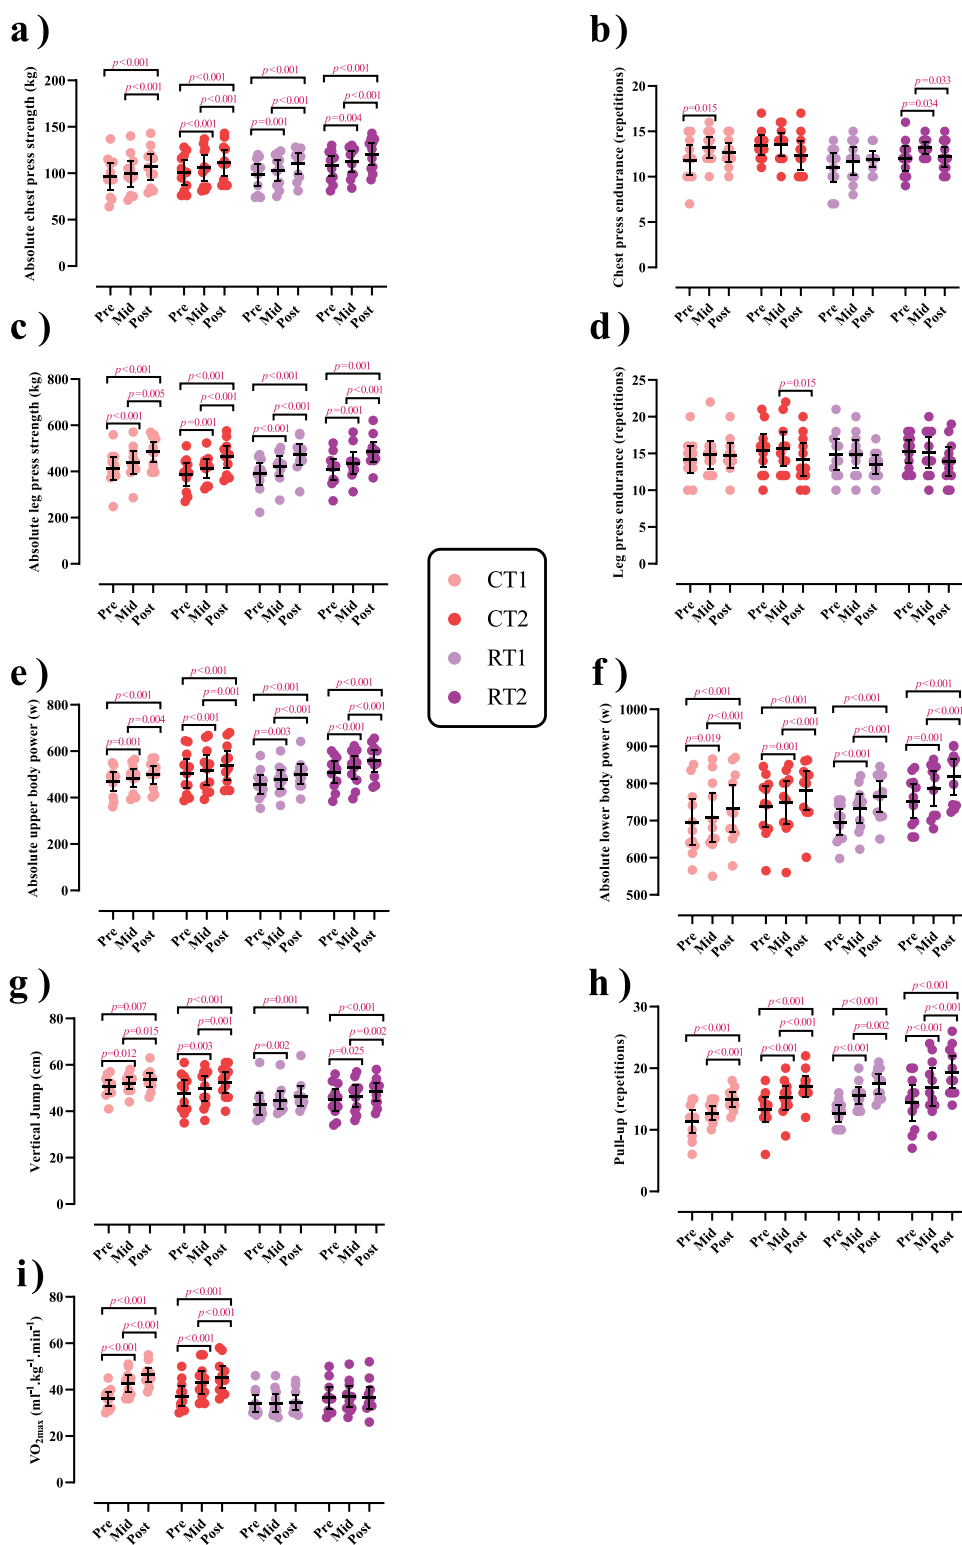 a )
Absolute chest press strength (kg)
200
150
100
50
0
p<0.001
p<0.001
p<0.001
p<0.001
p<0.001
p<0.001
p<0.001
p=0.001
p<0.001
p<0.001
p=0.004
Pre Mid Post Pre Mid Post Pre Mid Post Pre Mid Post
b )
Chest press endurance (repetitions)
20
15
10
5
0
p=0.015
p=0.033
p=0.034
Pre Mid Post Pre Mid Post Pre Mid Post Pre Mid Post
c )
Absolute leg press strength (kg)
800
600
400
200
0
p<0.001
p=0.005
p<0.001
p<0.001
p<0.001
p=0.001
p<0.001
p<0.001
p<0.001
p=0.001
p<0.001
p=0.001
Pre Mid Post Pre Mid Post Pre Mid Post Pre Mid Post
d )
Leg press endurance (repetitions)
25
20
15
10
5
0
p=0.015
Pre Mid Post Pre Mid Post Pre Mid Post Pre Mid Post
CT1
CT2
RT1
RT2
e )
Absolute upper body power (w)
800
600
400
200
0
p<0.001
p=0.004
p=0.001
p<0.001
p=0.001
p<0.001
p<0.001
p<0.001
p=0.003
p<0.001
p<0.001
p<0.001
Pre Mid Post Pre Mid Post Pre Mid Post Pre Mid Post
f )
Absolute lower body power (w)
1000
900
800
700
600
500
p<0.001
p<0.001
p=0.019
p<0.001
p<0.001
p=0.001
p<0.001
p<0.001
p<0.001
p<0.001
p<0.001
p=0.001
Pre Mid Post Pre Mid Post Pre Mid Post Pre Mid Post
g )
Vertical Jump (cm)
80
60
40
20
0
p=0.007
p=0.015
p=0.012
p<0.001
p=0.001
p=0.003
p=0.001
p=0.002
p<0.001
p=0.002
p=0.025
Pre Mid Post Pre Mid Post Pre Mid Post Pre Mid Post
h )
Pull-up (repetitions)
30
20
10
0
p<0.001
p<0.001
p<0.001
p<0.001
p<0.001
p<0.001
p=0.002
p<0.001
p<0.001
p<0.001
p<0.001
Pre Mid Post Pre Mid Post Pre Mid Post Pre Mid Post
i )
VO2max (ml⁻¹.kg⁻¹.min⁻¹)
80
60
40
20
0
p<0.001
p<0.001
p<0.001
p<0.001
p<0.001
p<0.001
Pre Mid Post Pre Mid Post Pre Mid Post Pre Mid Post